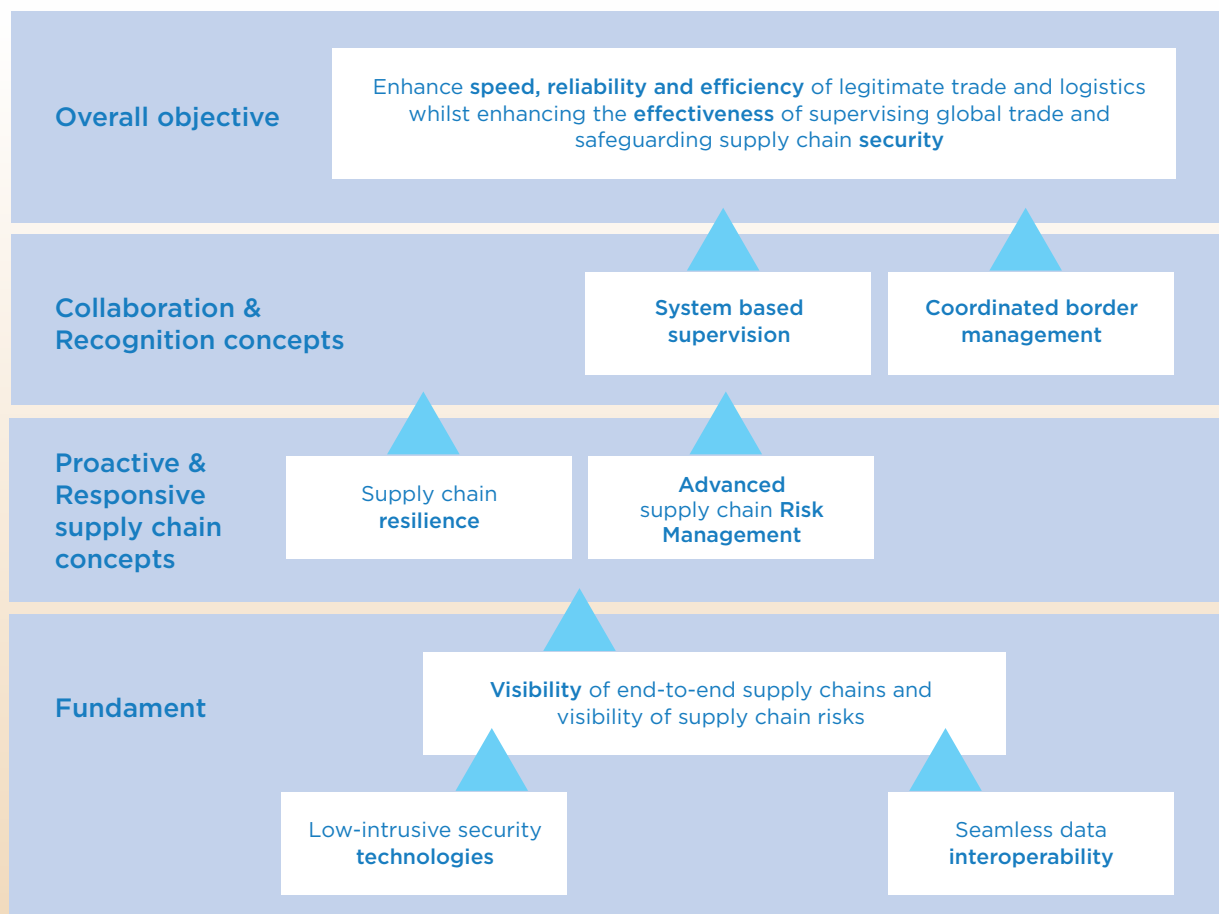 Overall objective
Enhance speed, reliability and efficiency of legitimate trade and logistics
whilst enhancing the effectiveness of supervising global trade and
safeguarding supply chain security
Collaboration &
Recognition concepts
System based
supervision
Coordinated border
management
Proactive &
Responsive
supply chain
concepts
Supply chain
resilience
Advanced
supply chain Risk
Management
Fundament
Visibility of end-to-end supply chains and
visibility of supply chain risks
Low-intrusive security
technologies
Seamless data
interoperability